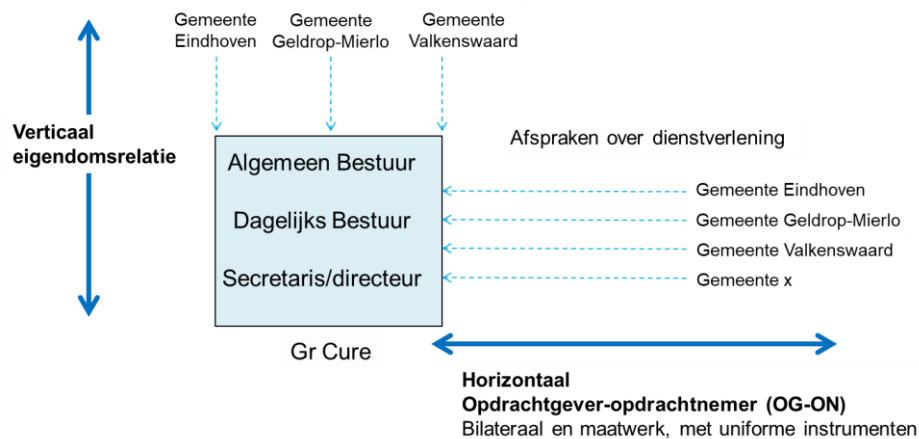 Gemeente
Eindhoven
Gemeente
Geldrop-Mierlo
Gemeente
Valkenswaard
Verticaal
eigendomsrelatie
Algemeen Bestuur
Dagelijks Bestuur
Secretaris/directeur
Gr Cure
Afspraken over dienstverlening
Gemeente Eindhoven
Gemeente Geldrop-Mierlo
Gemeente Valkenswaard
Gemeente x
Horizontaal
Opdrachtgever-opdrachtnemer (OG-ON)
Bilateraal en maatwerk, met uniforme instrumenten